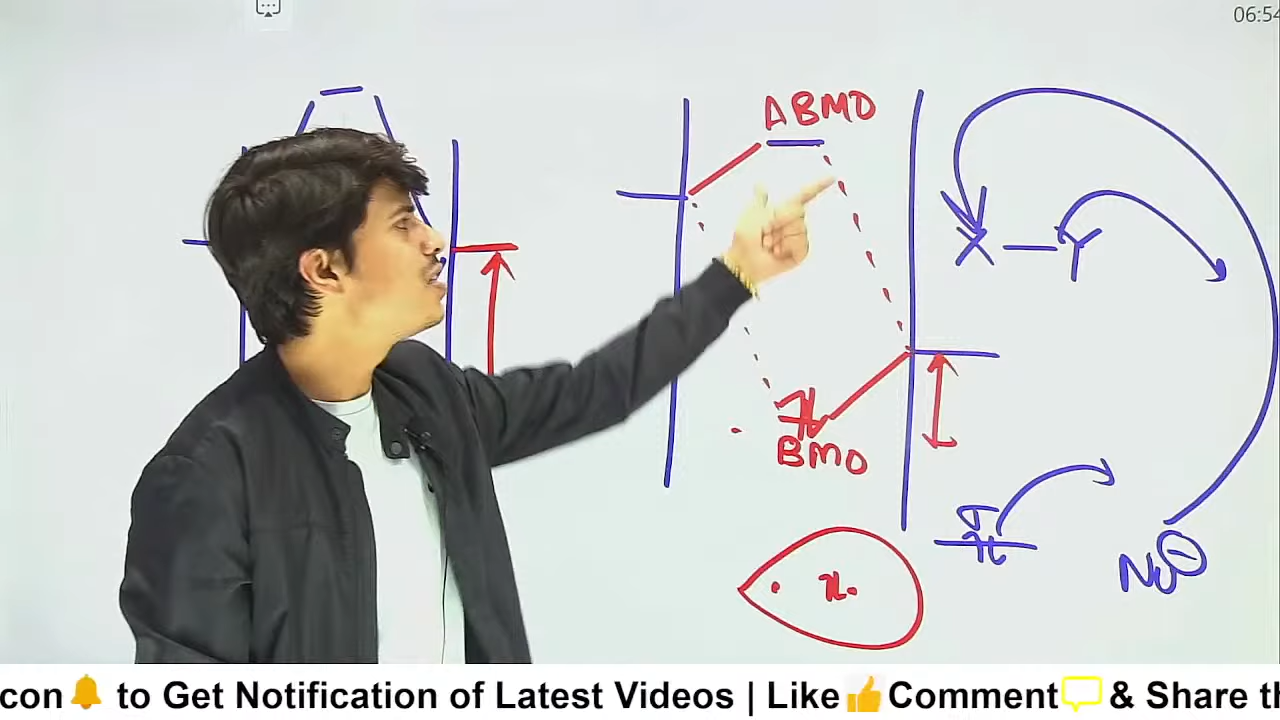 06:54
ABMO
X — Y
BMO
σ
Nu⊖
con🔔 to Get Notification of Latest Videos | Like 👍 Comment 💬 & Share th